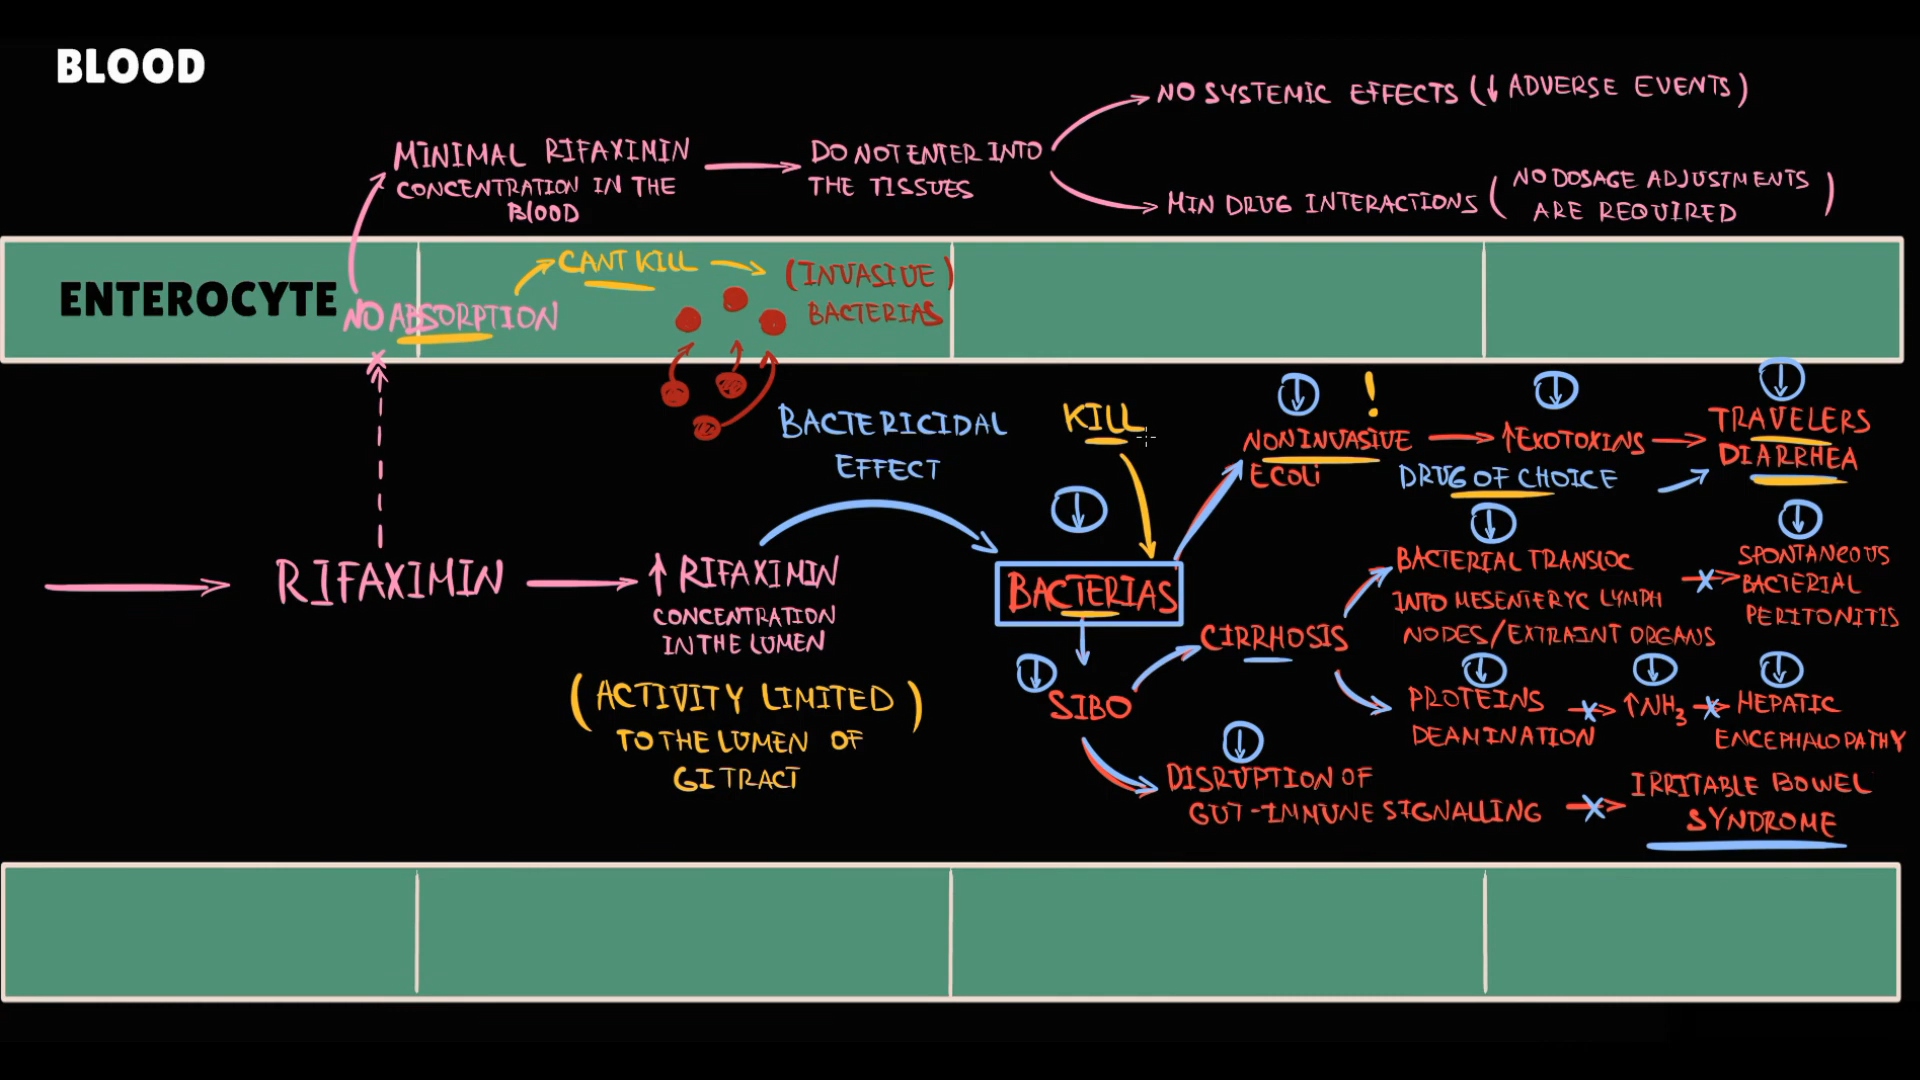 BLOOD
NO SYSTEMIC EFFECTS (↓ ADVERSE EVENTS)
MINIMAL RIFAXIMIN
CONCENTRATION IN THE
BLOOD
DO NOT ENTER INTO
THE TISSUES
MIN DRUG INTERACTIONS (NO DOSAGE ADJUSTMENTS
ARE REQUIRED)
ENTEROCYTE
NO ABSORPTION
CANT KILL
(INVASIVE)
BACTERIAS
BACTERICIDAL
EFFECT
KILL
!
NONINVASIVE
ECOLI
↑EXOTOXINS
TRAVELERS
DIARRHEA
DRUG OF CHOICE
RIFAXIMIN
↑ RIFAXIMIN
CONCENTRATION
IN THE LUMEN
(ACTIVITY LIMITED)
TO THE LUMEN OF
GI TRACT
BACTERIAS
SIBO
CIRRHOSIS
BACTERIAL TRANSLOC
INTO MESENTERYC LYMPH
NODES/EXTRAINT ORGANS
SPONTANEOUS
BACTERIAL
PERITONITIS
PROTEINS
DEAMINATION
↑NH3
HEPATIC
ENCEPHALOPATHY
DISRUPTION OF
GUT-IMMUNE SIGNALLING
IRRITABLE BOWEL
SYNDROME